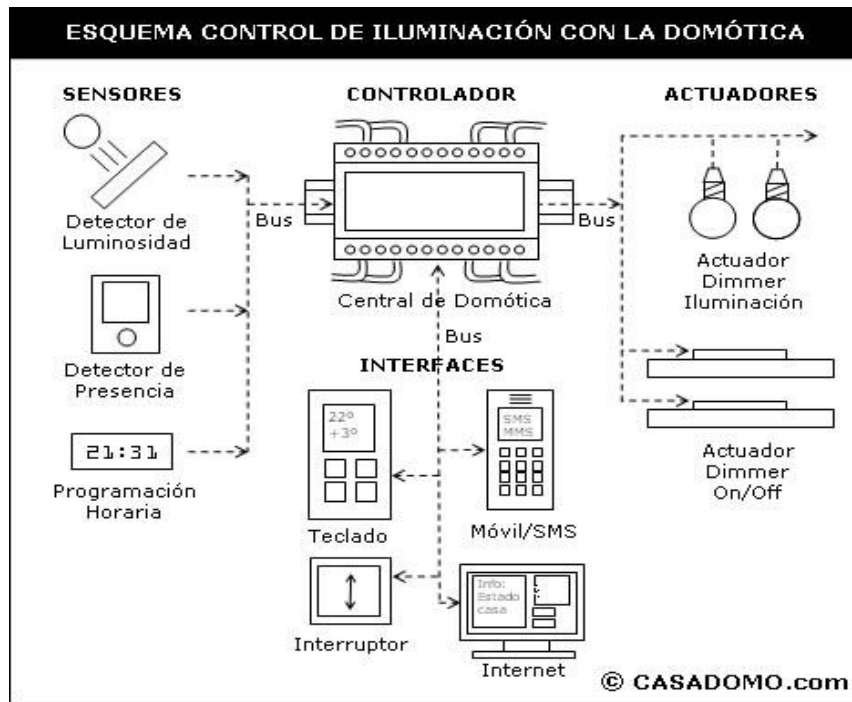 ESQUEMA CONTROL DE ILUMINACIÓN CON LA DOMÓTICA
SENSORES
Detector de
Luminosidad
Detector de
Presencia
21:31
Programación
Horaria
CONTROLADOR
Bus
Bus
Central de Domótica
Bus
INTERFACES
22º
+3º
Teclado
SMS
MMS
Móvil/SMS
Interruptor
Info:
Estado
casa
Internet
ACTUADORES
Actuador
Dimmer
Iluminación
Actuador
Dimmer
On/Off
© CASADOMO.com